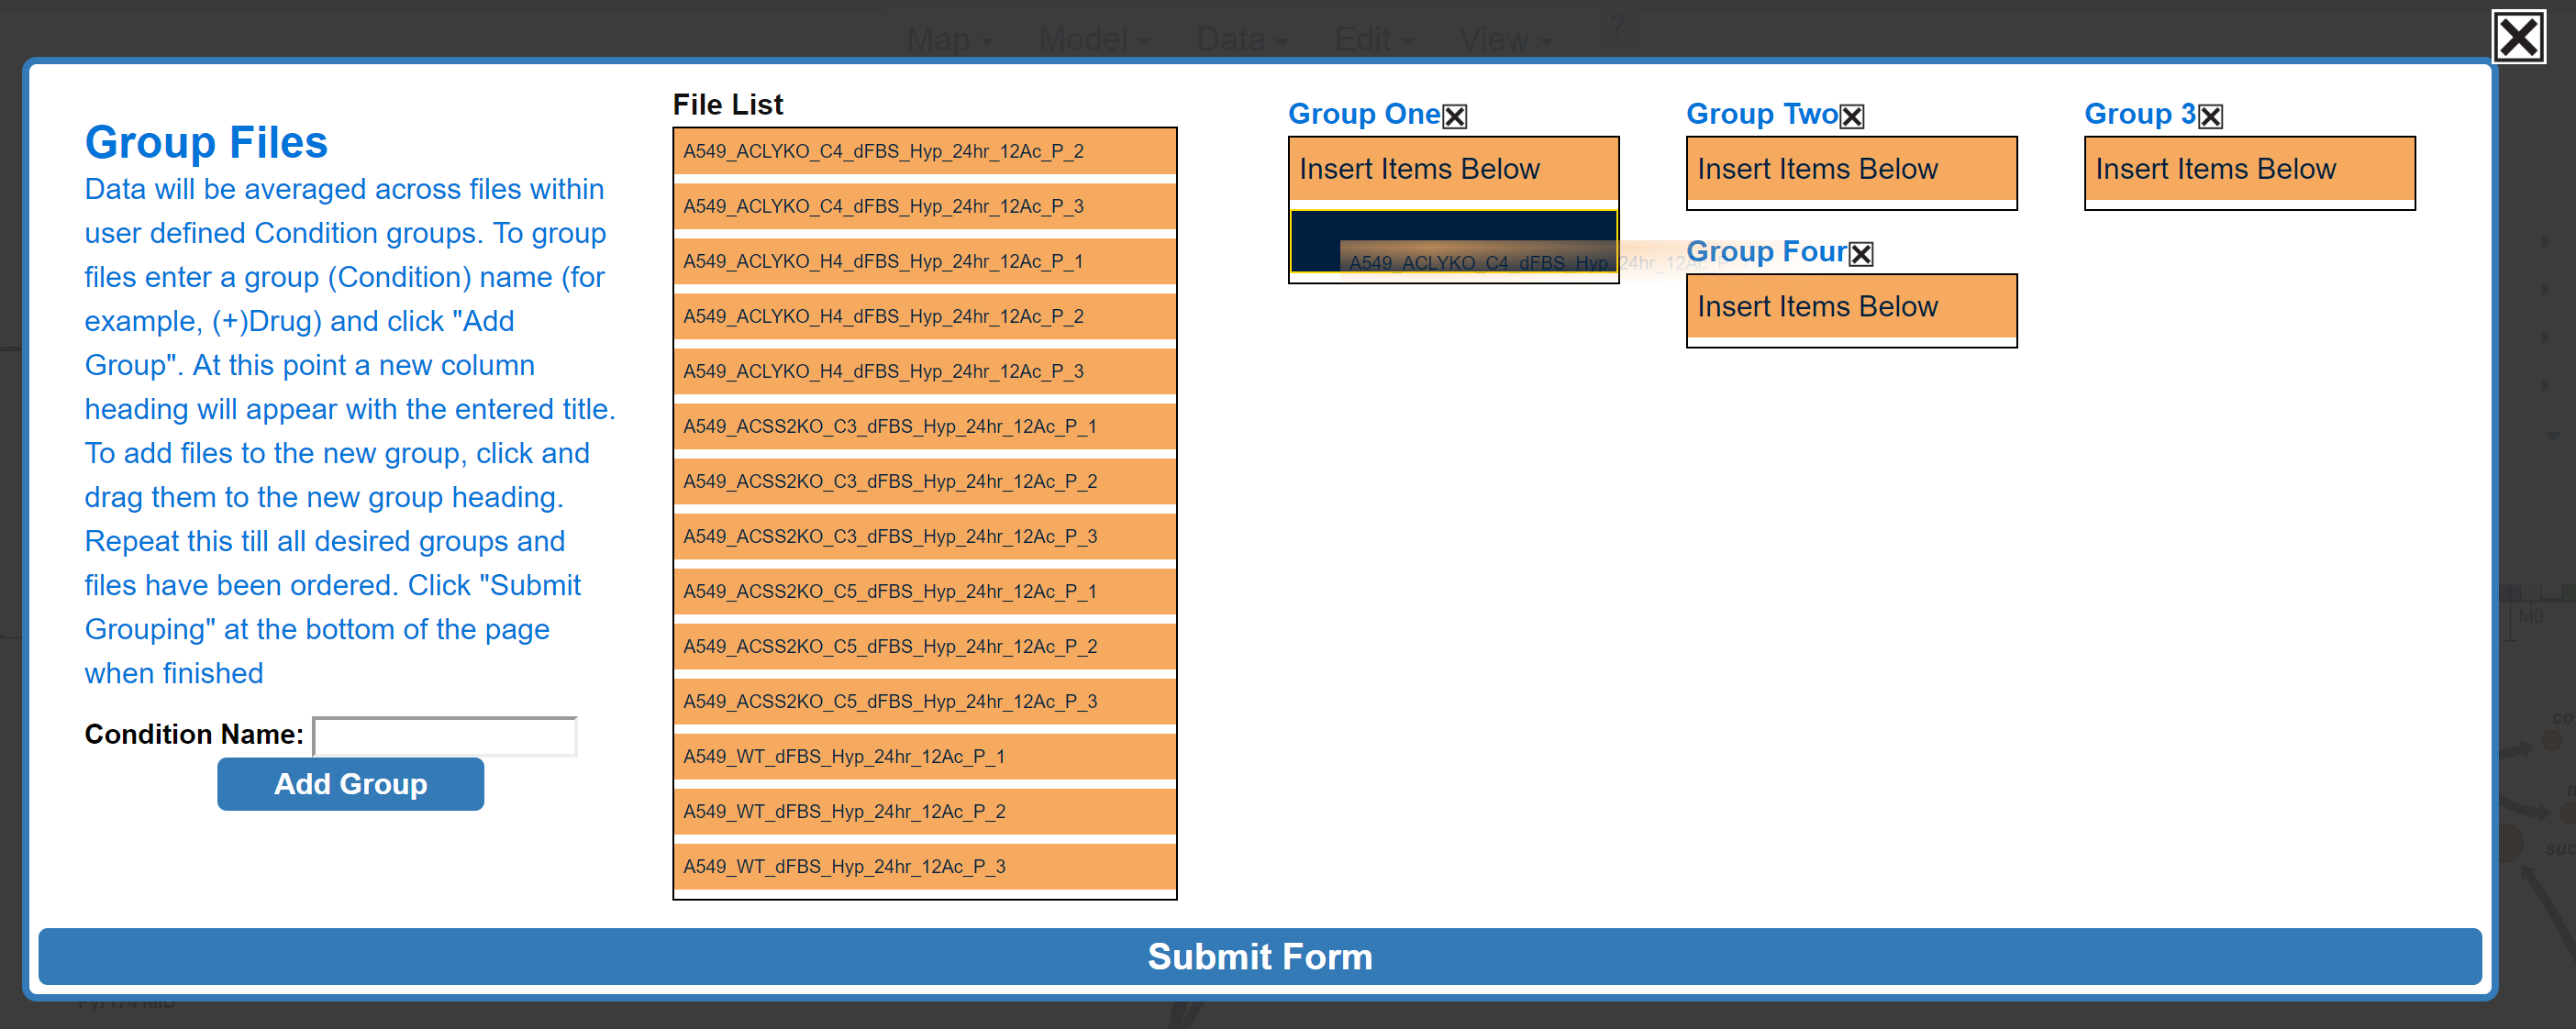 Map Model Data Edit View ?
Group Files
Data will be averaged across files within
user defined Condition groups. To group
files enter a group (Condition) name (for
example, (+)Drug) and click "Add
Group". At this point a new column
heading will appear with the entered title.
To add files to the new group, click and
drag them to the new group heading.
Repeat this till all desired groups and
files have been ordered. Click "Submit
Grouping" at the bottom of the page
when finished
Condition Name:
Add Group
File List
A549_ACLYKO_C4_dFBS_Hyp_24hr_12Ac_P_2
A549_ACLYKO_C4_dFBS_Hyp_24hr_12Ac_P_3
A549_ACLYKO_H4_dFBS_Hyp_24hr_12Ac_P_1
A549_ACLYKO_H4_dFBS_Hyp_24hr_12Ac_P_2
A549_ACLYKO_H4_dFBS_Hyp_24hr_12Ac_P_3
A549_ACSS2KO_C3_dFBS_Hyp_24hr_12Ac_P_1
A549_ACSS2KO_C3_dFBS_Hyp_24hr_12Ac_P_2
A549_ACSS2KO_C3_dFBS_Hyp_24hr_12Ac_P_3
A549_ACSS2KO_C5_dFBS_Hyp_24hr_12Ac_P_1
A549_ACSS2KO_C5_dFBS_Hyp_24hr_12Ac_P_2
A549_ACSS2KO_C5_dFBS_Hyp_24hr_12Ac_P_3
A549_WT_dFBS_Hyp_24hr_12Ac_P_1
A549_WT_dFBS_Hyp_24hr_12Ac_P_2
A549_WT_dFBS_Hyp_24hr_12Ac_P_3
Group One
Insert Items Below
A549_ACLYKO_C4_dFBS_Hyp_24hr_12Ac_P
Group Two
Insert Items Below
Group Four
Insert Items Below
Group 3
Insert Items Below
M0
Submit Form